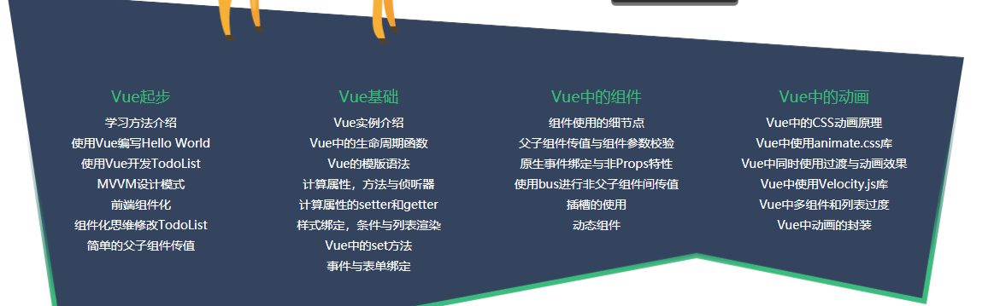 Vue起步
学习方法介绍
使用Vue编写Hello World
使用Vue开发TodoList
MVVM设计模式
前端组件化
组件化思维修改TodoList
简单的父子组件传值
Vue基础
Vue实例介绍
Vue中的生命周期函数
Vue的模版语法
计算属性，方法与侦听器
计算属性的setter和getter
样式绑定，条件与列表渲染
Vue中的set方法
事件与表单绑定
Vue中的组件
组件使用的细节点
父子组件传值与组件参数校验
原生事件绑定与非Props特性
使用bus进行非父子组件间传值
插槽的使用
动态组件
Vue中的动画
Vue中的CSS动画原理
Vue中使用animate.css库
Vue中同时使用过渡与动画效果
Vue中使用Velocity.js库
Vue中多组件和列表过度
Vue中动画的封装